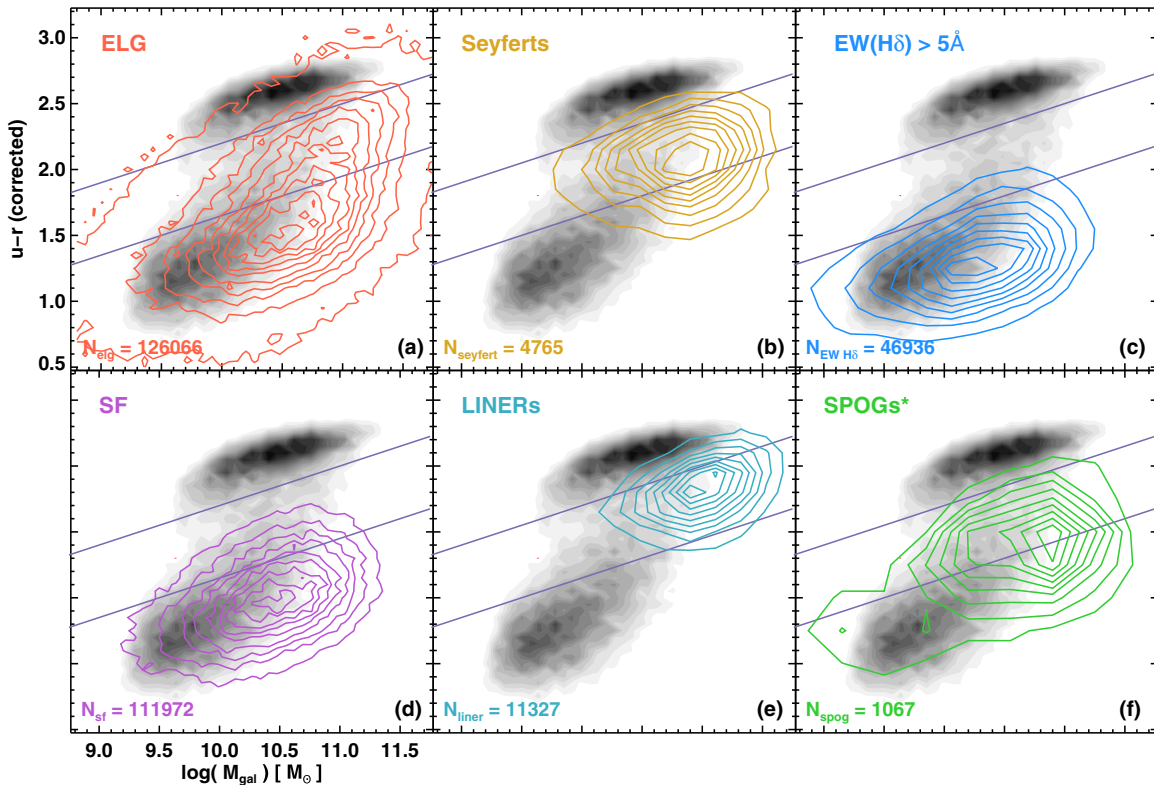 ELG
Seyferts
EW(Hδ) > 5Å
3.0
2.5
2.0
1.5
1.0
0.5
u−r (corrected)
N_elg = 126066
(a)
N_seyfert = 4765
(b)
N_EW Hδ = 46936
(c)
SF
LINERs
SPOGs*
N_sf = 111972
(d)
N_liner = 11327
(e)
N_spog = 1067
(f)
9.0 9.5 10.0 10.5 11.0 11.5
log( M_gal ) [ M_⊙ ]